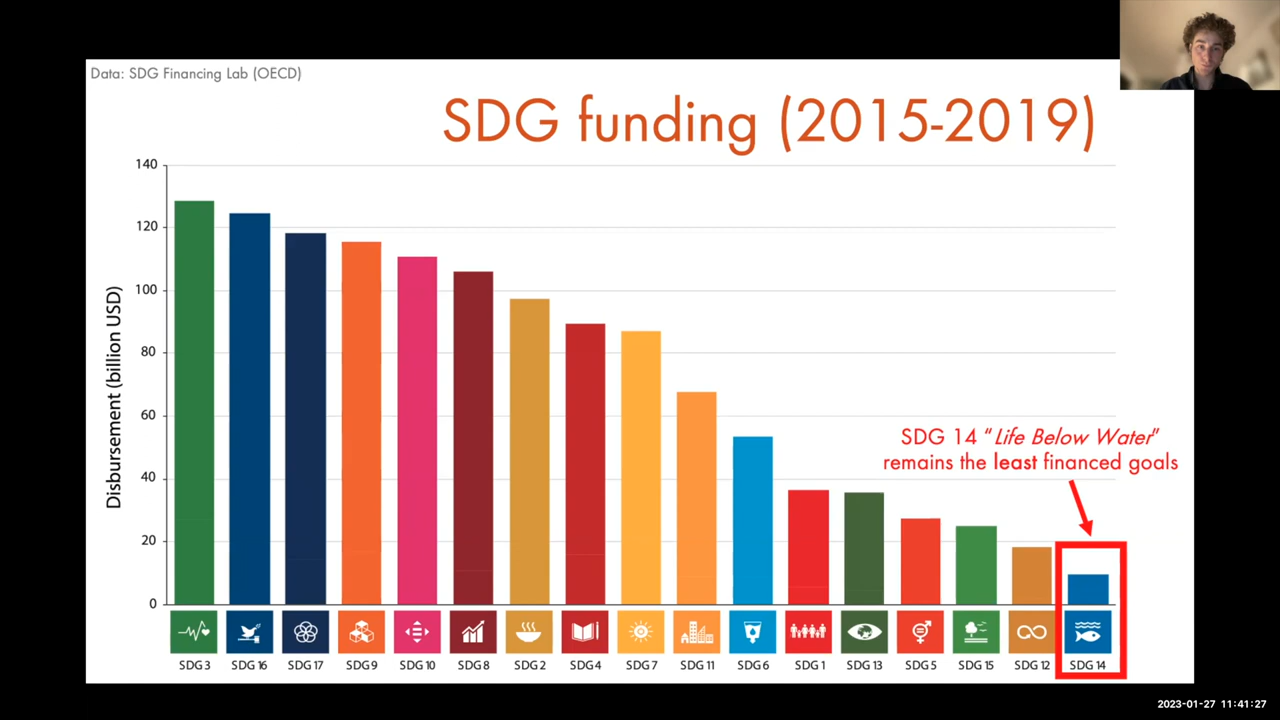 Data: SDG Financing Lab (OECD)
SDG funding (2015-2019)
Disbursement (billion USD)
140
120
100
80
60
40
20
0
SDG 14 “Life Below Water”
remains the least financed goals
SDG 3 SDG 16 SDG 17 SDG 9 SDG 10 SDG 8 SDG 2 SDG 4 SDG 7 SDG 11 SDG 6 SDG 1 SDG 13 SDG 5 SDG 15 SDG 12 SDG 14
2023-01-27 11:41:27